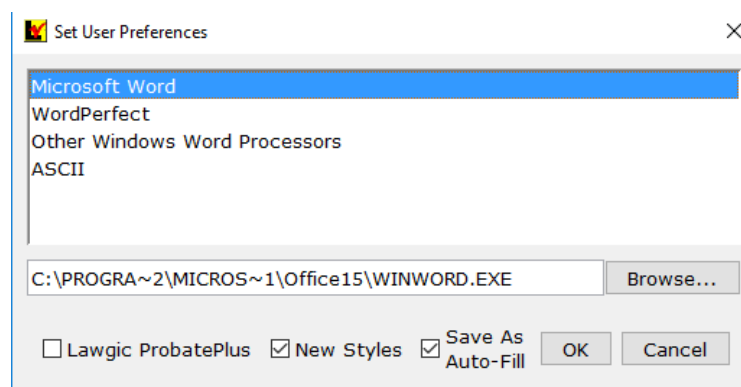 Set User Preferences
Microsoft Word
WordPerfect
Other Windows Word Processors
ASCII
C:\PROGRA~2\MICROS~1\Office15\WINWORD.EXE
Browse...
Lawgic ProbatePlus
New Styles
Save As
Auto-Fill
OK
Cancel